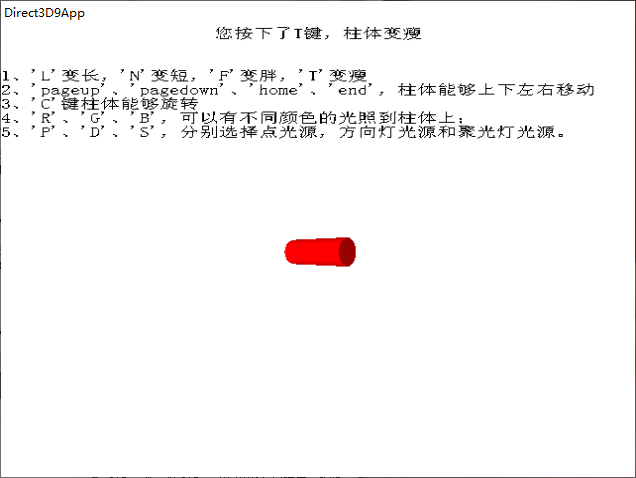 Direct3D9App
您按下了T键，柱体变瘦
1、'L'变长，'N'变短，'F'变胖，'T'变瘦
2、'pageup'、'pagedown'、'home'、'end'，柱体能够上下左右移动
3、'C'键柱体能够旋转
4、'R'、'G'、'B'，可以有不同颜色的光照到柱体上；
5、'P'、'D'、'S'，分别选择点光源，方向灯光源和聚光灯光源。